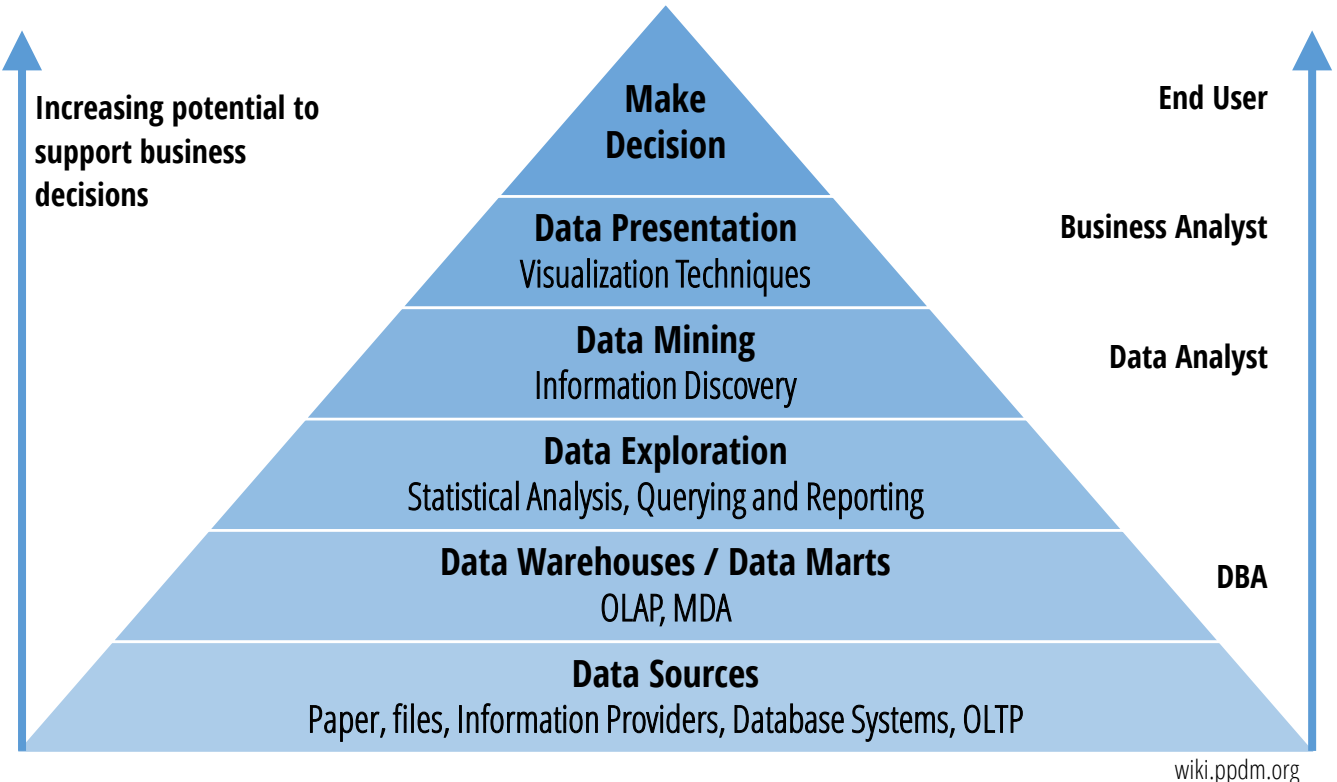 Increasing potential to
support business
decisions
Make
Decision
End User
Data Presentation
Visualization Techniques
Business Analyst
Data Mining
Information Discovery
Data Analyst
Data Exploration
Statistical Analysis, Querying and Reporting
Data Warehouses / Data Marts
OLAP, MDA
DBA
Data Sources
Paper, files, Information Providers, Database Systems, OLTP
wiki.ppdm.org